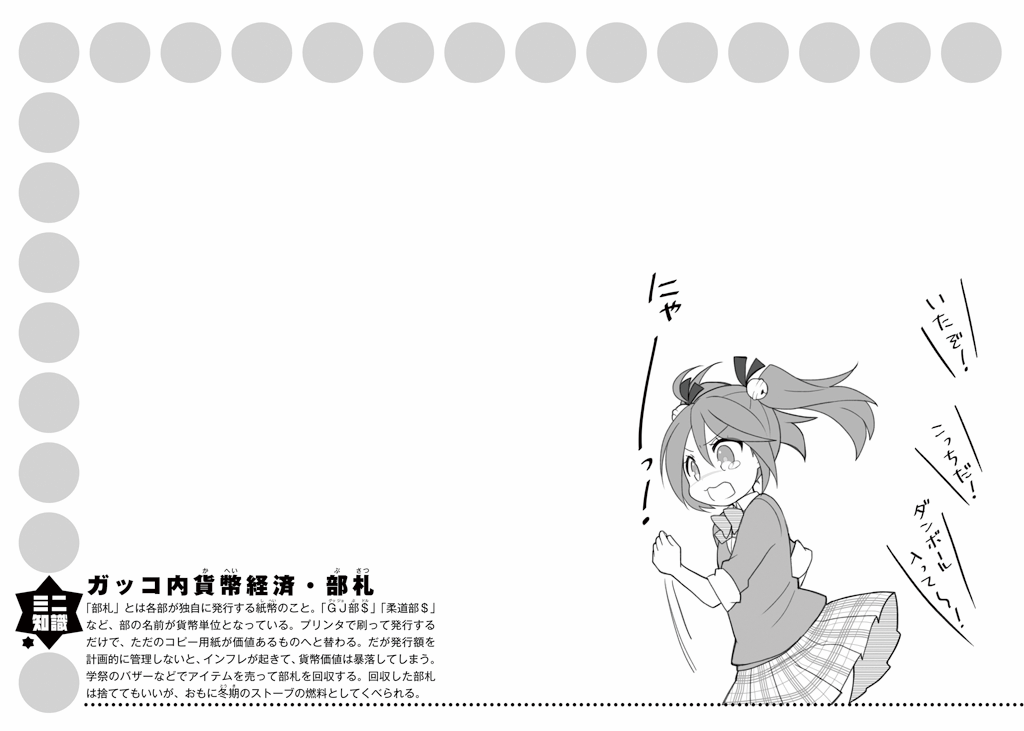 いたぞ!
こっちだ!
ダンボール
入って〜!
にゃーっー!
ミニ
知識
ガッコ内貨幣経済・部札
「部札」とは各部が独自に発行する紙幣のこと。「ＧＪ部＄」「柔道部＄」
など、部の名前が貨幣単位となっている。プリンタで刷って発行する
だけで、ただのコピー用紙が価値あるものへと替わる。だが発行額を
計画的に管理しないと、インフレが起きて、貨幣価値は暴落してしまう。
学祭のバザーなどでアイテムを売って部札を回収する。回収した部札
は捨ててもいいが、おもに冬期のストーブの燃料としてくべられる。